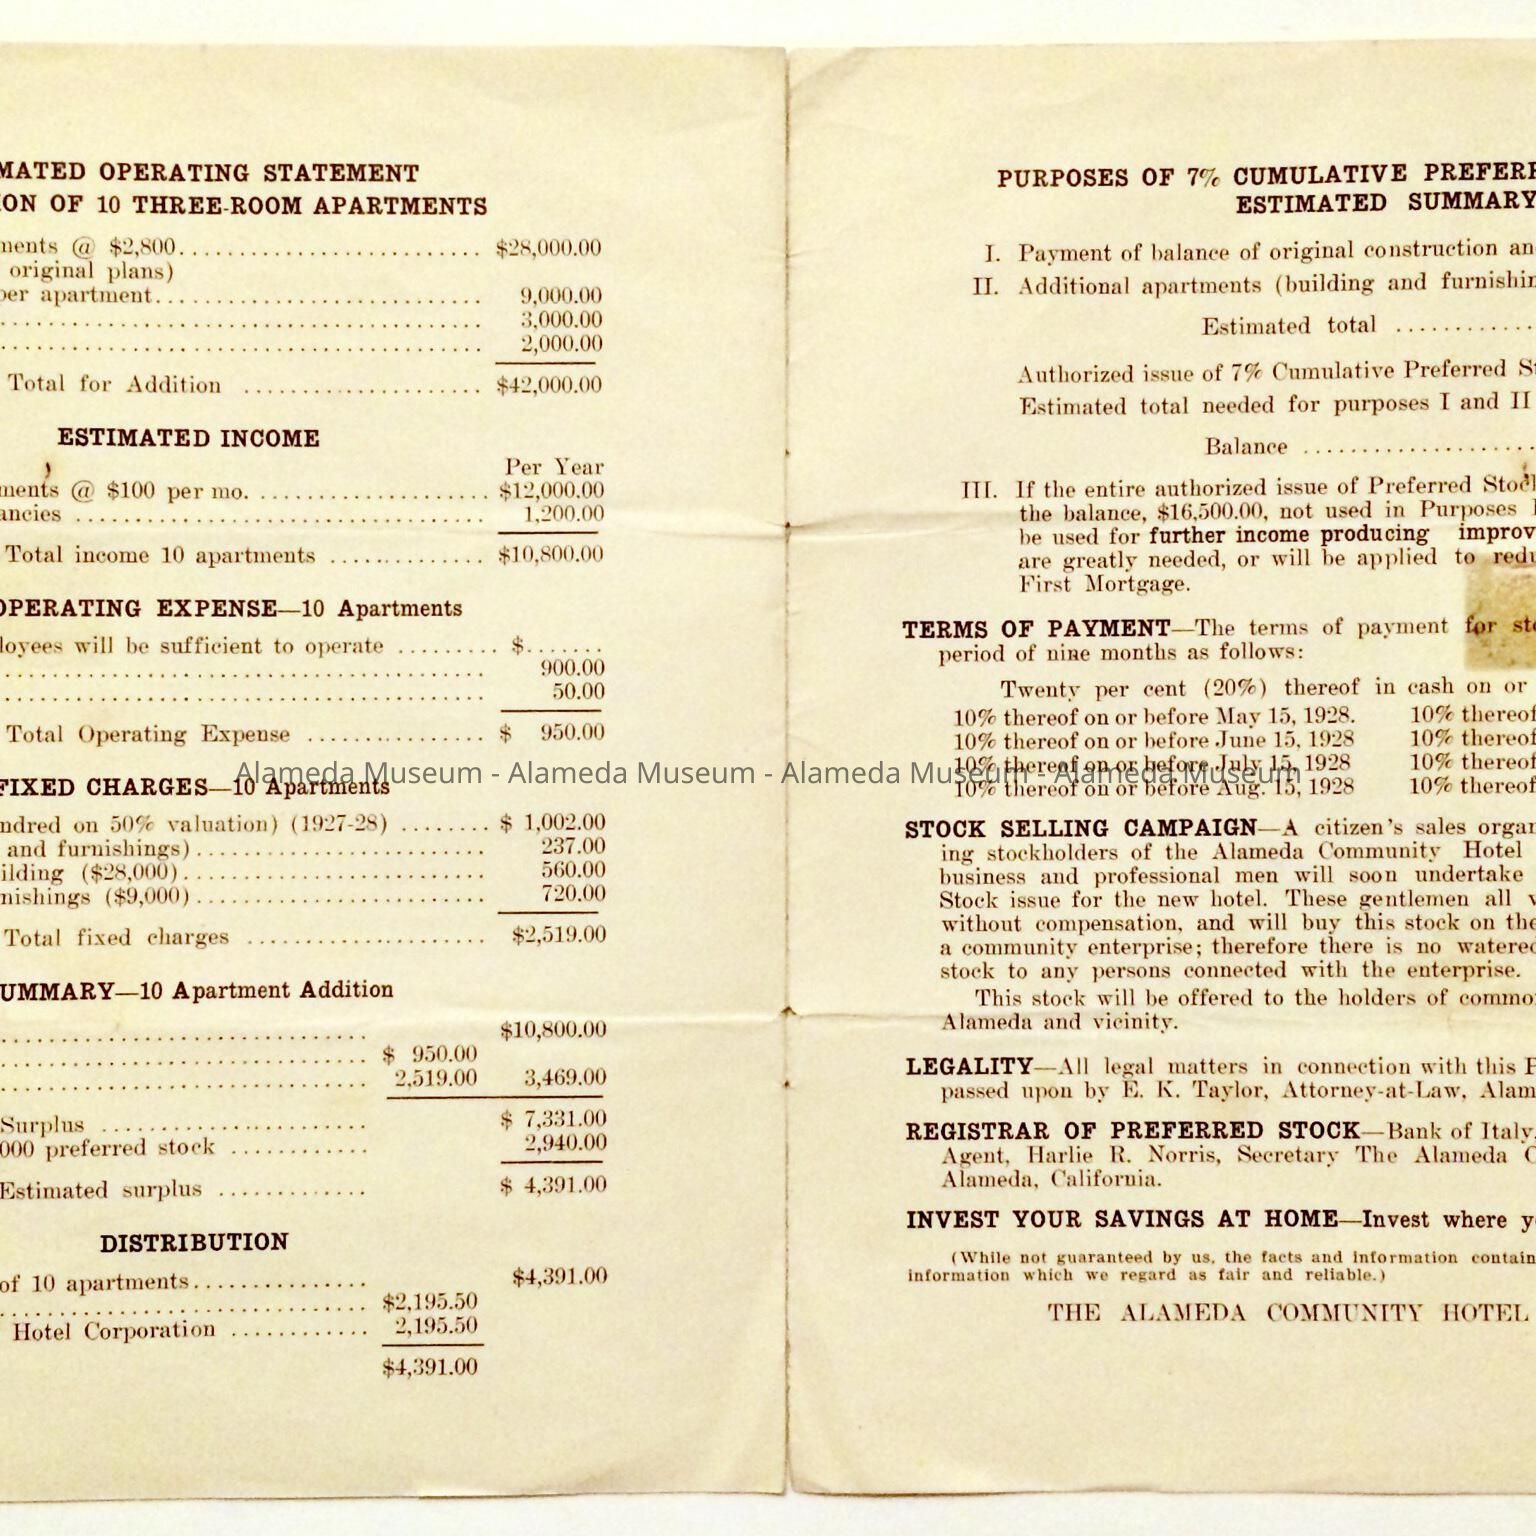 MATED OPERATING STATEMENT
ION OF 10 THREE-ROOM APARTMENTS
ments @ $2,800.............................. $28,000.00
original plans)
per apartment.............................. 9,000.00
.............................. 3,000.00
.............................. 2,000.00
Total for Addition .................... $42,000.00
ESTIMATED INCOME
Per Year
ments @ $100 per mo. .................... $12,000.00
ancies .................................. 1,200.00
Total income 10 apartments .............. $10,800.00
OPERATING EXPENSE—10 Apartments
loyees will be sufficient to operate ......... $.......
.............................. 900.00
.............................. 50.00
Total Operating Expense ............... $ 950.00
FIXED CHARGES—10 Apartments
ndred on 50% valuation) (1927-28) ........ $ 1,002.00
and furnishings).............................. 237.00
ilding ($28,000).............................. 560.00
nishings ($9,000).............................. 720.00
Total fixed charges ..................... $2,519.00
UMMARY—10 Apartment Addition
.............................. $10,800.00
.............................. $ 950.00
.............................. 2,519.00 3,469.00
Surplus ....................... $ 7,331.00
000 preferred stock ............ 2,940.00
Estimated surplus ............. $ 4,391.00
DISTRIBUTION
of 10 apartments............... $4,391.00
.............................. $2,195.50
Hotel Corporation ............ 2,195.50
$4,391.00
PURPOSES OF 7% CUMULATIVE PREFERR
ESTIMATED SUMMARY
I. Payment of balance of original construction an
II. Additional apartments (building and furnishin
Estimated total ............
Authorized issue of 7% Cumulative Preferred St
Estimated total needed for purposes I and II
Balance ....................
III. If the entire authorized issue of Preferred Stock
the balance, $16,500.00, not used in Purposes I
be used for further income producing improv
are greatly needed, or will be applied to redu
First Mortgage.
TERMS OF PAYMENT—The terms of payment for sto
period of nine months as follows:
Twenty per cent (20%) thereof in cash on or
10% thereof on or before May 15, 1928. 10% thereof
10% thereof on or before June 15, 1928 10% thereof
10% thereof on or before July 15, 1928 10% thereof
10% thereof on or before Aug. 15, 1928 10% thereof
Alameda Museum - Alameda Museum - Alameda Museum - Alameda Museum
STOCK SELLING CAMPAIGN—A citizen's sales organ
ing stockholders of the Alameda Community Hotel
business and professional men will soon undertake
Stock issue for the new hotel. These gentlemen all v
without compensation, and will buy this stock on the
a community enterprise; therefore there is no watered
stock to any persons connected with the enterprise.
This stock will be offered to the holders of commo
Alameda and vicinity.
LEGALITY—All legal matters in connection with this P
passed upon by E. K. Taylor, Attorney-at-Law, Alam
REGISTRAR OF PREFERRED STOCK—Bank of Italy,
Agent, Harlie R. Norris, Secretary The Alameda C
Alameda, California.
INVEST YOUR SAVINGS AT HOME—Invest where y
(While not guaranteed by us, the facts and information contain
information which we regard as fair and reliable.)
THE ALAMEDA COMMUNITY HOTEL